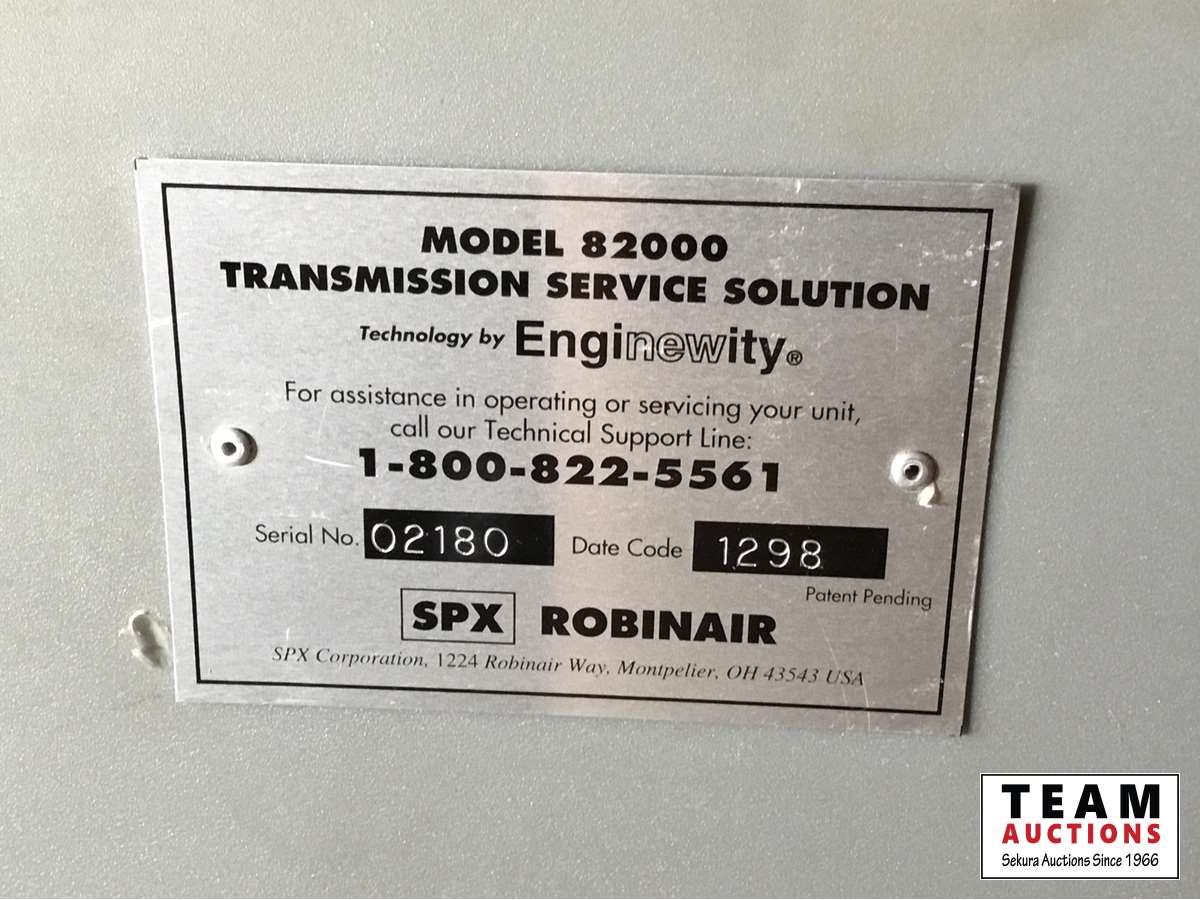 MODEL 82000
TRANSMISSION SERVICE SOLUTION
Technology by Enginewity®
For assistance in operating or servicing your unit,
call our Technical Support Line:
1-800-822-5561
Serial No. 02180 Date Code 1298
Patent Pending
SPX ROBINAIR
SPX Corporation, 1224 Robinair Way, Montpelier, OH 43543 USA
TEAM
AUCTIONS
Sekura Auctions Since 1966